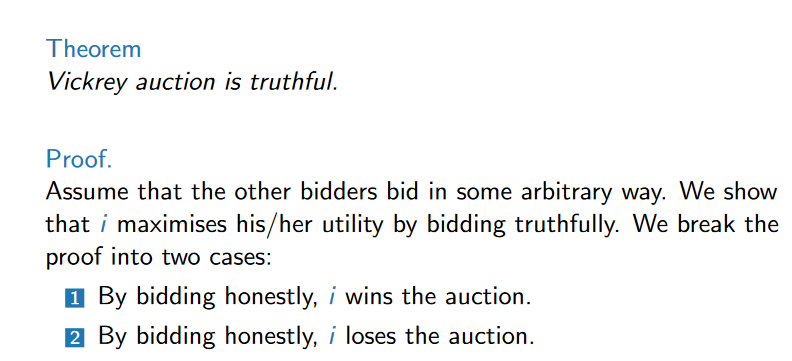 Theorem
Vickrey auction is truthful.
Proof.
Assume that the other bidders bid in some arbitrary way. We show
that i maximises his/her utility by bidding truthfully. We break the
proof into two cases:
1 By bidding honestly, i wins the auction.
2 By bidding honestly, i loses the auction.